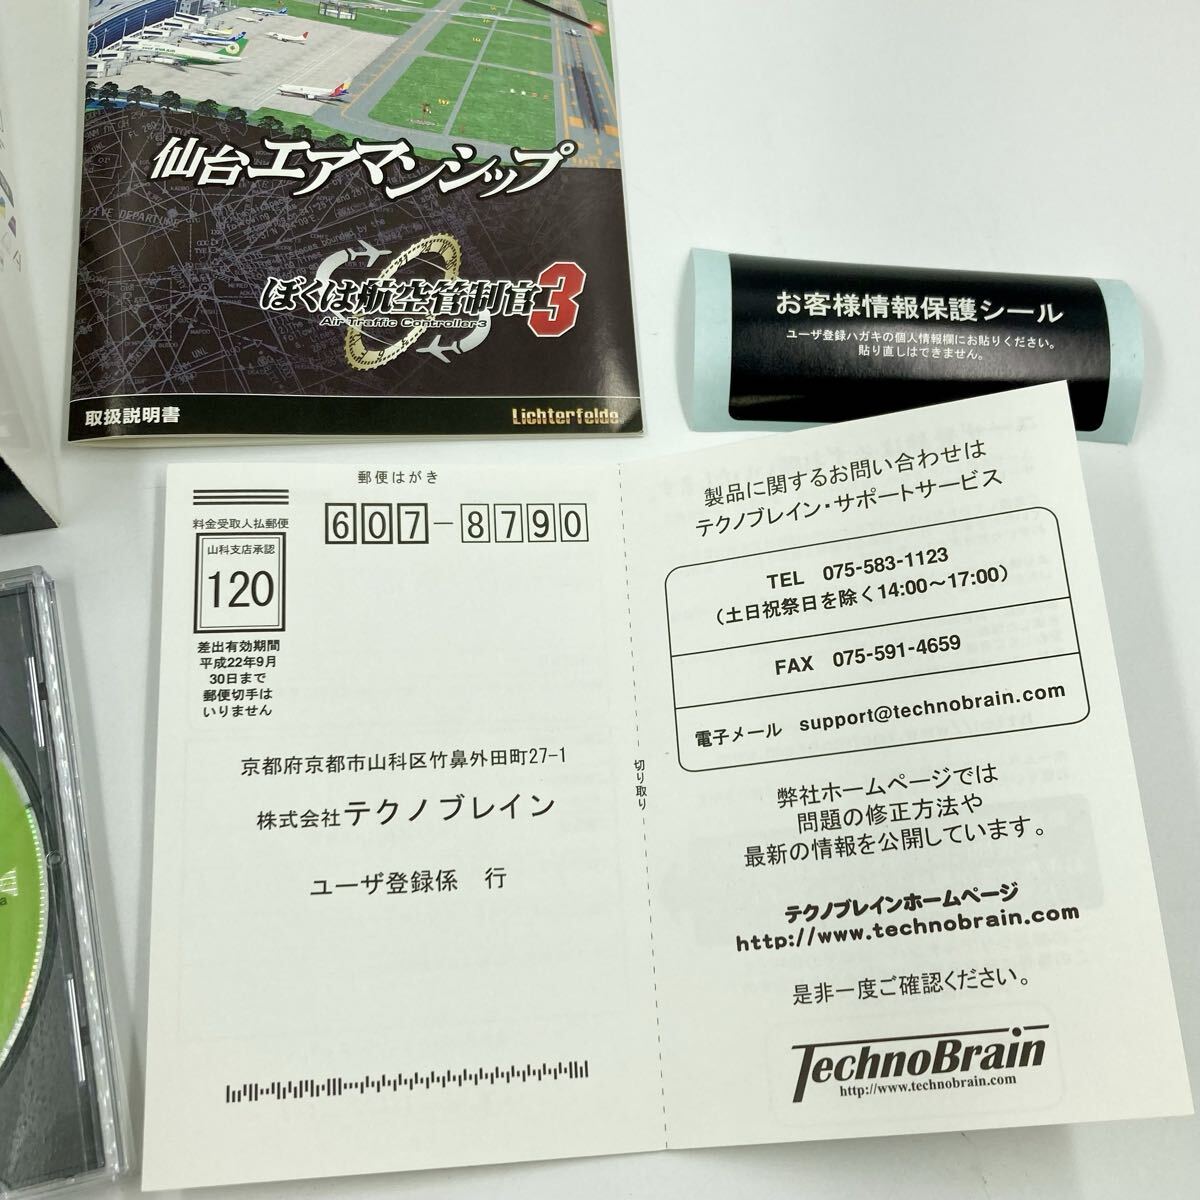 仙台エアマンシップ
ぼくは航空管制官3
Air Traffic Controller3
取扱説明書
Lichterfelde
お客様情報保護シール
ユーザ登録ハガキの個人情報欄にお貼りください。
貼り直しはできません。
郵便はがき
料金受取人払郵便
山科支店承認
120
607-8790
差出有効期間
平成22年9月
30日まで
郵便切手は
いりません
京都府京都市山科区竹鼻外田町27-1
株式会社テクノブレイン
ユーザ登録係 行
切り取り
製品に関するお問い合わせは
テクノブレイン・サポートサービス
TEL 075-583-1123
(土日祝祭日を除く14:00～17:00)
FAX 075-591-4659
電子メール support@technobrain.com
弊社ホームページでは
問題の修正方法や
最新の情報を公開しています。
テクノブレインホームページ
http://www.technobrain.com
是非一度ご確認ください。
TechnoBrain
http://www.technobrain.com